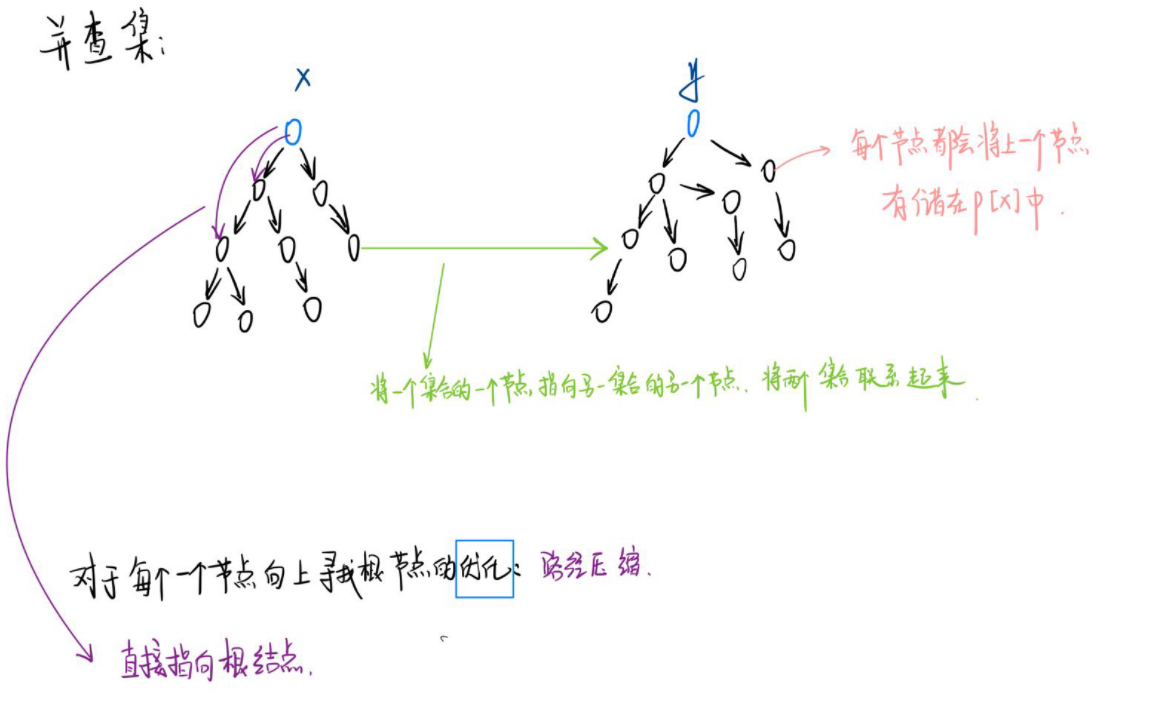 并查集:
x
y
每个节点都会将上一个节点
存储在p[x]中.
将一个集合的一个节点,指向另一集合的另一个节点.将两个集合联系起来.
对于每个一个节点向上寻找根节点的优化:路径压缩.
直接指向根结点.